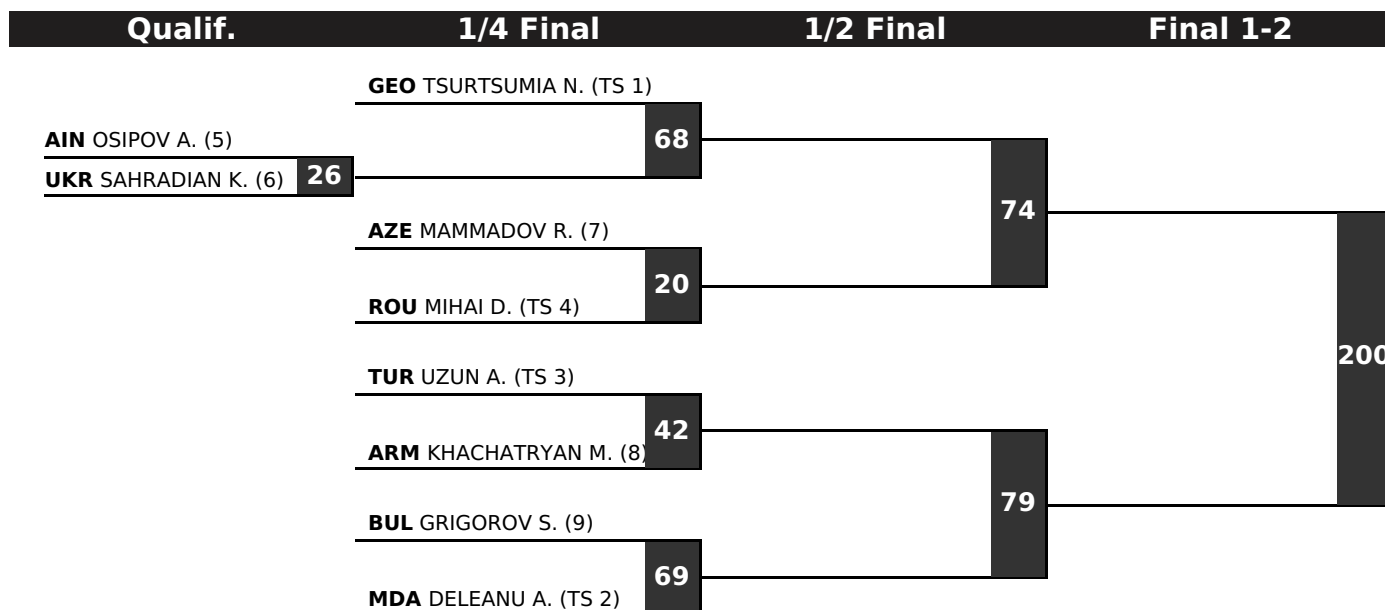 Qualif. 1/4 Final 1/2 Final Final 1-2
GEO TSURTSUMIA N. (TS 1)
68
AIN OSIPOV A. (5)
UKR SAHRADIAN K. (6) 26
74
AZE MAMMADOV R. (7)
20
ROU MIHAI D. (TS 4)
200
TUR UZUN A. (TS 3)
42
ARM KHACHATRYAN M. (8)
79
BUL GRIGOROV S. (9)
69
MDA DELEANU A. (TS 2)